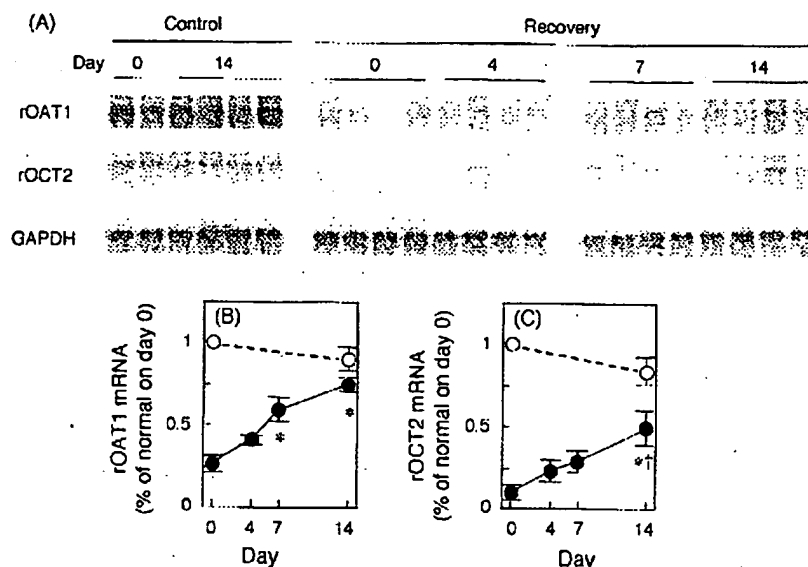 (A)
Control
Recovery
Day 0 14 0 4 7 14
rOAT1
rOCT2
GAPDH
(B)
rOAT1 mRNA
(% of normal on day 0)
1
0.5
0
*
*
0 4 7 14
Day
(C)
rOCT2 mRNA
(% of normal on day 0)
1
0.5
0
*†
0 4 7 14
Day